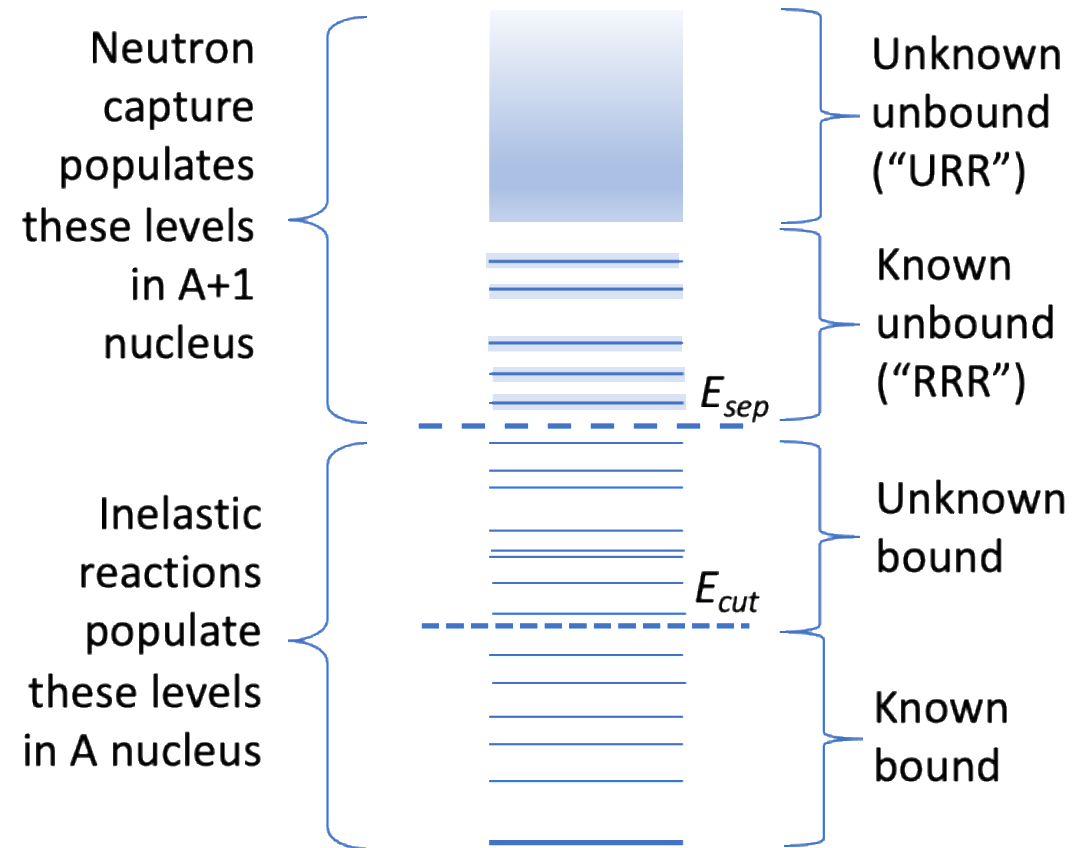 Neutron
capture
populates
these levels
in A+1
nucleus
Unknown
unbound
(“URR”)
Known
unbound
(“RRR”)
E_sep
Inelastic
reactions
populate
these levels
in A nucleus
Unknown
bound
E_cut
Known
bound